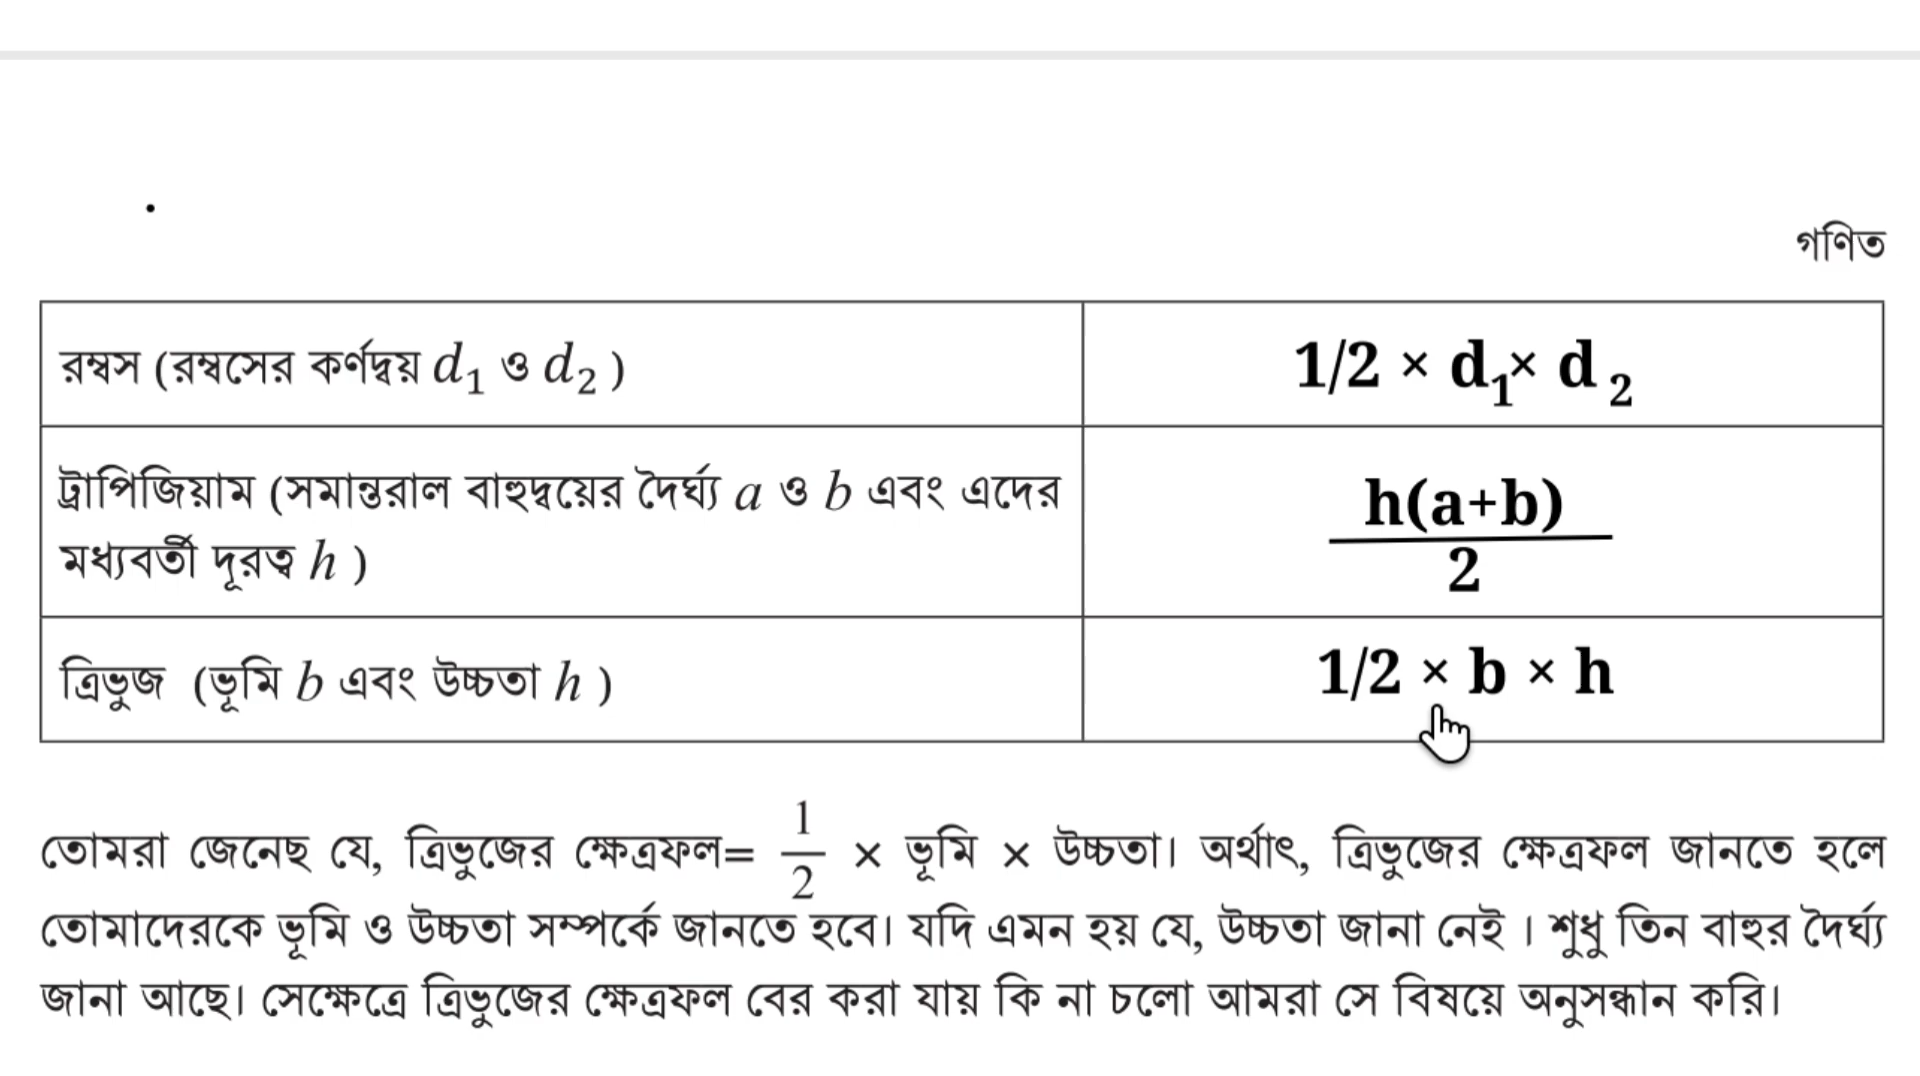 গণিত
রম্বস (রম্বসের কর্ণদ্বয় d₁ ও d₂ )
1/2 × d₁× d ₂
ট্রাপিজিয়াম (সমান্তরাল বাহুদ্বয়ের দৈর্ঘ্য a ও b এবং এদের
মধ্যবর্তী দূরত্ব h )
h(a+b)
2
ত্রিভুজ (ভূমি b এবং উচ্চতা h )
1/2 × b × h
তোমরা জেনেছ যে, ত্রিভুজের ক্ষেত্রফল= 1/2 × ভূমি × উচ্চতা। অর্থাৎ, ত্রিভুজের ক্ষেত্রফল জানতে হলে
তোমাদেরকে ভূমি ও উচ্চতা সম্পর্কে জানতে হবে। যদি এমন হয় যে, উচ্চতা জানা নেই । শুধু তিন বাহুর দৈর্ঘ্য
জানা আছে। সেক্ষেত্রে ত্রিভুজের ক্ষেত্রফল বের করা যায় কি না চলো আমরা সে বিষয়ে অনুসন্ধান করি।